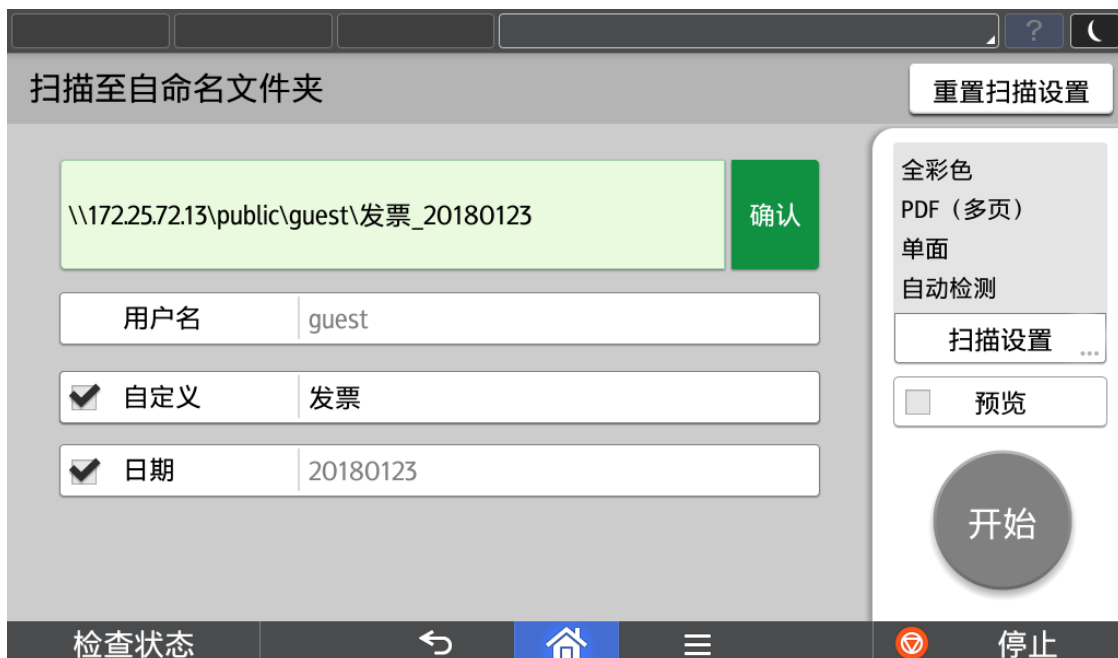 ?
扫描至自命名文件夹
重置扫描设置
\\172.25.72.13\public\guest\发票_20180123
确认
用户名 guest
自定义 发票
日期 20180123
全彩色
PDF（多页）
单面
自动检测
扫描设置 ...
预览
开始
检查状态
停止